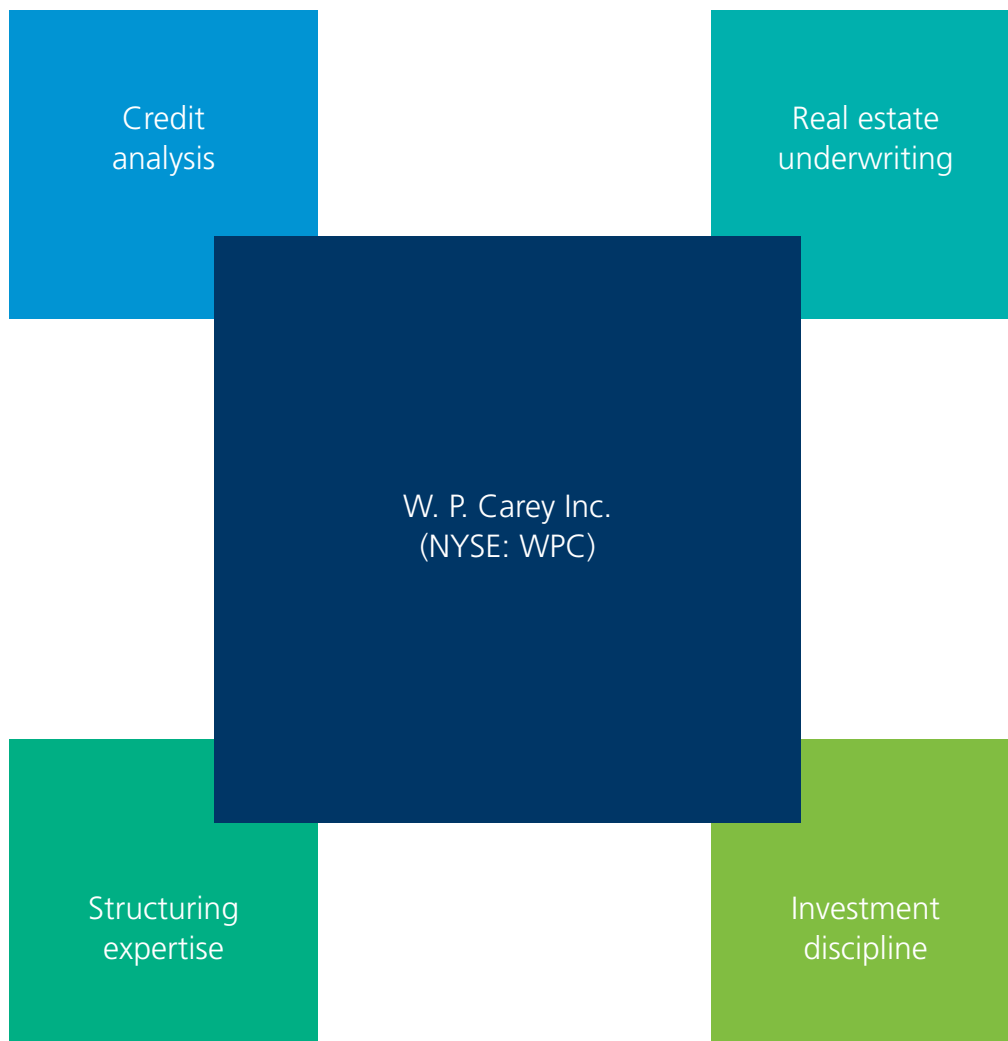 Credit
analysis
Real estate
underwriting
W. P. Carey Inc.
(NYSE: WPC)
Structuring
expertise
Investment
discipline